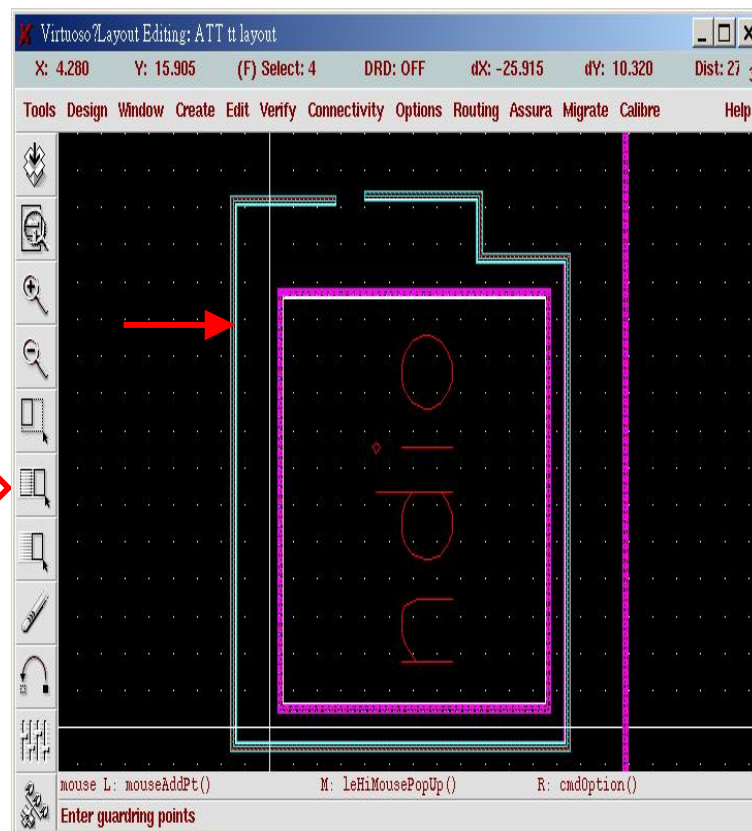 Virtuoso?Layout Editing: ATT tt layout
X: 4.280 Y: 15.905 (F) Select: 4 DRD: OFF dX: -25.915 dY: 10.320 Dist: 27
Tools Design Window Create Edit Verify Connectivity Options Routing Assura Migrate Calibre Help
ndio
mouse L: mouseAddPt() M: leHiMousePopUp() R: cmdOption()
Enter guardring points